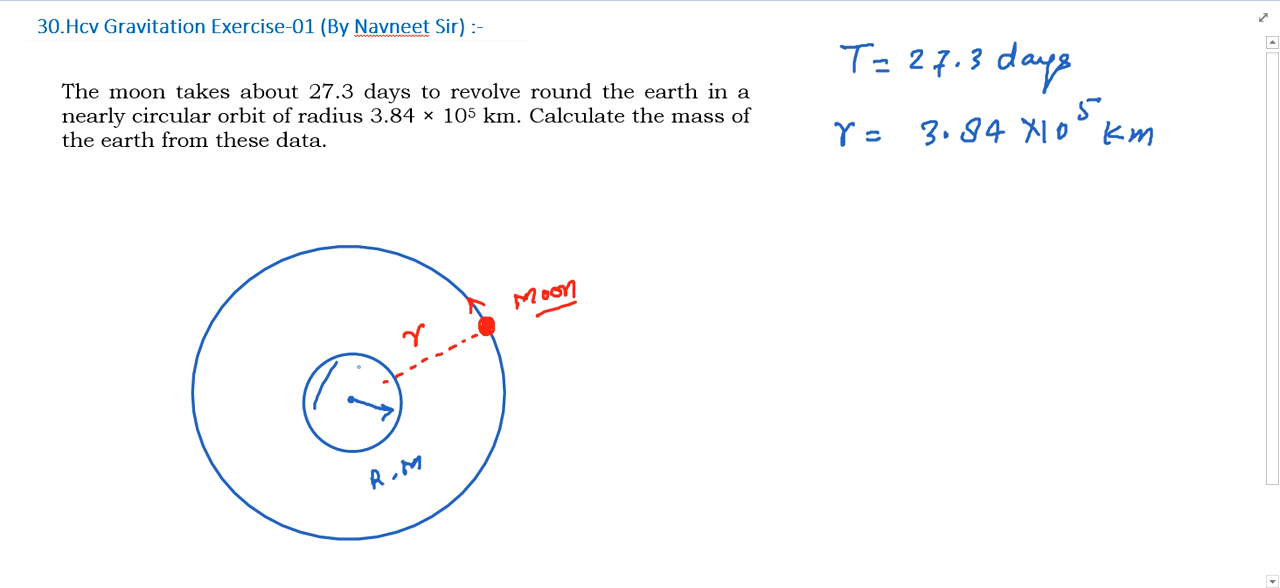 30.Hcv Gravitation Exercise-01 (By Navneet Sir) :-
T = 27.3 days
The moon takes about 27.3 days to revolve round the earth in a
nearly circular orbit of radius 3.84 × 10⁵ km. Calculate the mass of
the earth from these data.
r = 3.84 × 10⁵ km
Moon
r
R, M